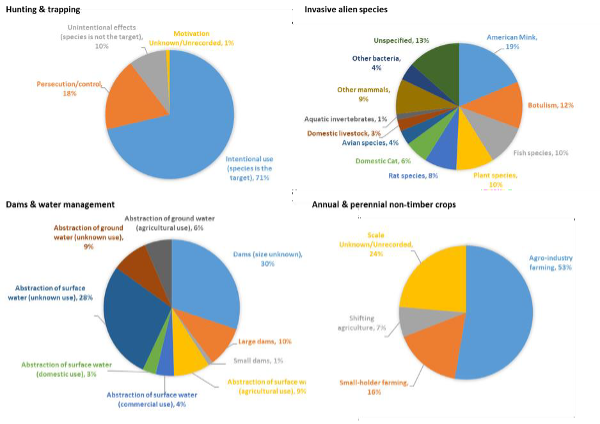 Hunting & trapping
Unintentional effects
(species is not the target),
10%
Motivation
Unknown/Unrecorded, 1%
Persecution/control,
18%
Intentional use
(species is the
target), 71%
Invasive alien species
Unspecified, 13%
American Mink,
19%
Other bacteria,
4%
Other mammals,
9%
Botulism, 12%
Aquatic invertebrates, 1%
Domestic livestock, 3%
Avian species, 4%
Fish species, 10%
Domestic Cat, 6%
Rat species, 8%
Plant species,
10%
Dams & water management
Abstraction of ground water
(agricultural use), 6%
Abstraction of ground
water (unknown use),
9%
Dams (size unknown),
30%
Abstraction of surface
water (unknown use), 28%
Large dams, 10%
Small dams, 1%
Abstraction of surface water
(domestic use), 3%
Abstraction of surface w
(agricultural use), 9%
Abstraction of surface water
(commercial use), 4%
Annual & perennial non-timber crops
Scale
Unknown/Unrecorded,
24%
Agro-industry
farming, 53%
Shifting
agriculture, 7%
Small-holder farming,
16%